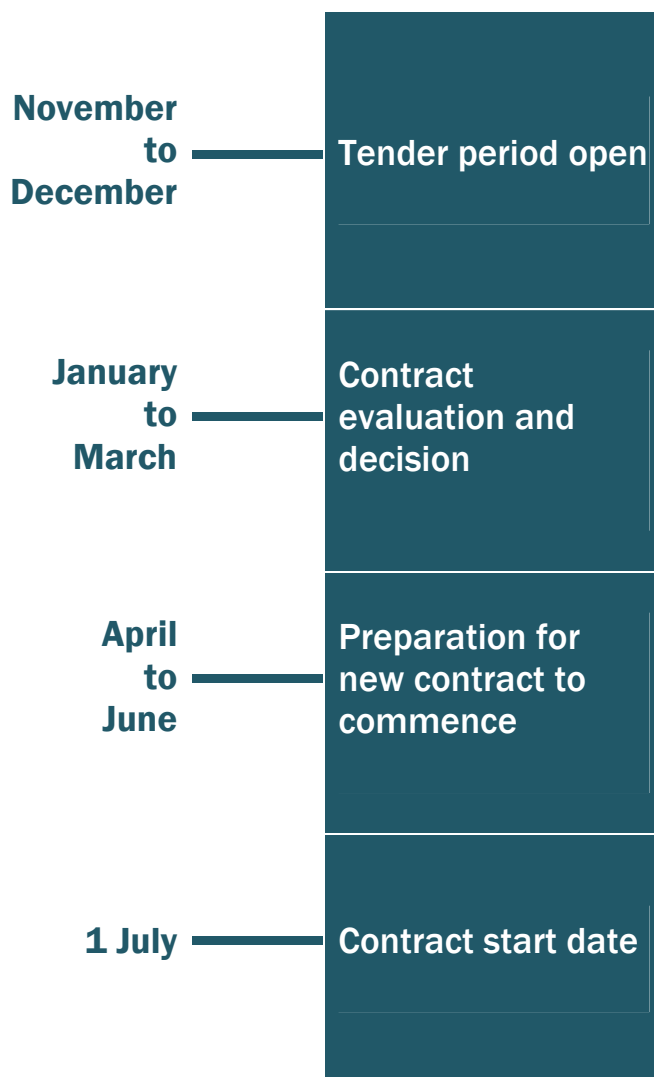 November
to
December
Tender period open
January
to
March
Contract
evaluation and
decision
April
to
June
Preparation for
new contract to
commence
1 July
Contract start date